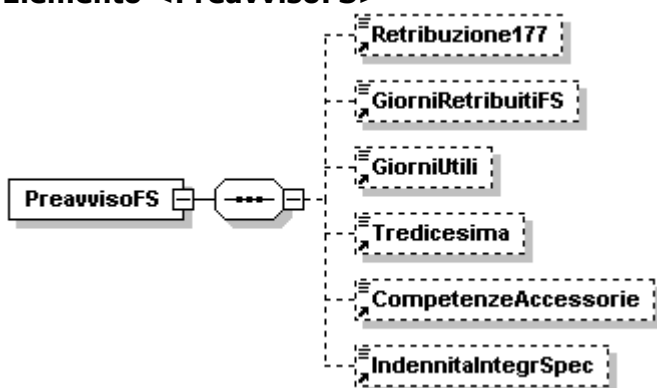 Elemento <PreavvisoFS>
Retribuzione177
GiorniRetribuitiFS
GiorniUtili
PreavvisoFS
Tredicesima
CompetenzeAccessorie
IndennitaIntegrSpec